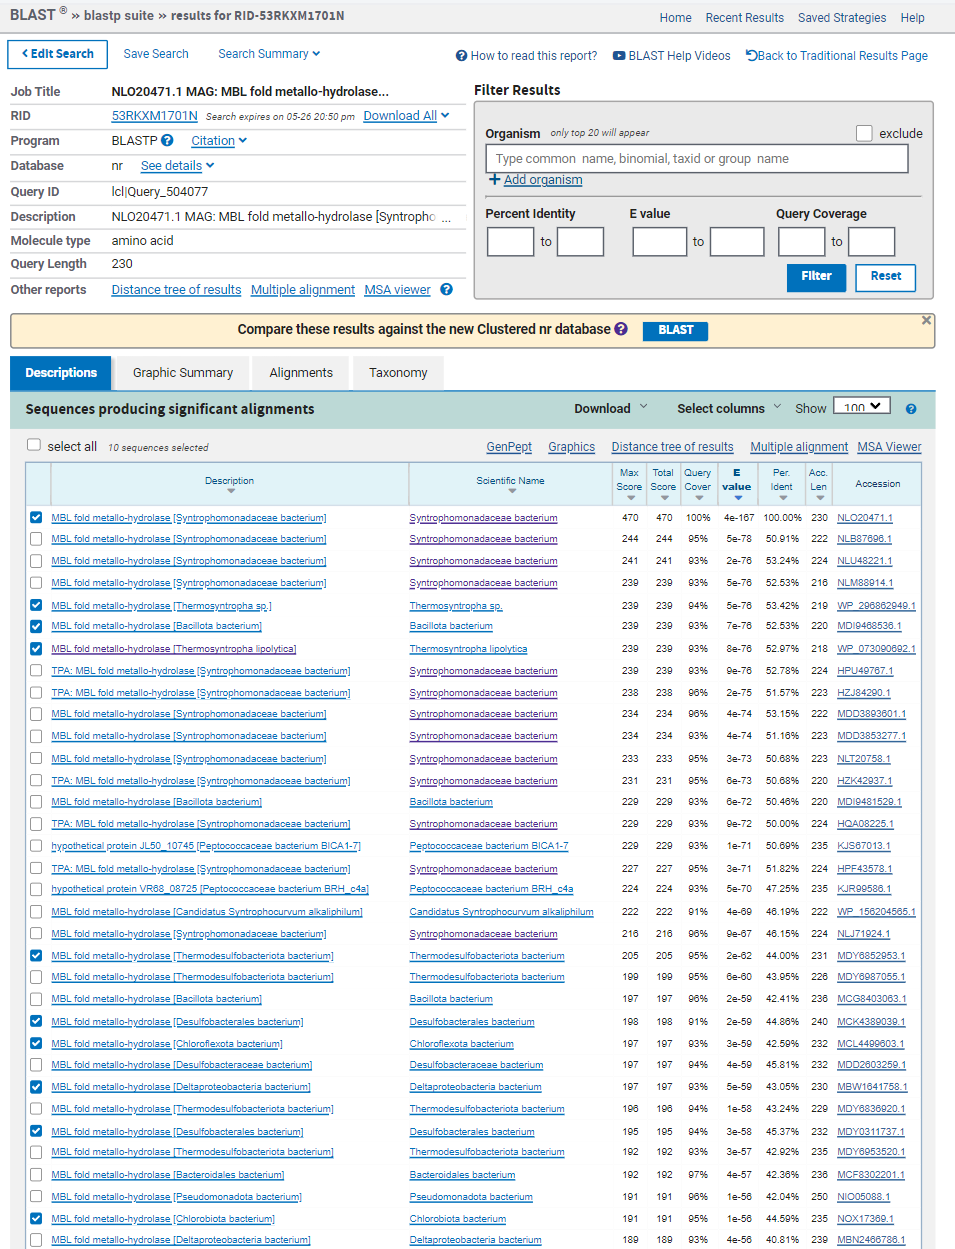 BLAST ® » blastp suite » results for RID-53RKXM1701N
Home Recent Results Saved Strategies Help
< Edit Search Save Search Search Summary
How to read this report? BLAST Help Videos Back to Traditional Results Page
Job Title NLO20471.1 MAG: MBL fold metallo-hydrolase...
RID 53RKXM1701N Search expires on 05-26 20:50 pm Download All
Program BLASTP ? Citation
Database nr See details
Query ID lcl|Query_504077
Description NLO20471.1 MAG: MBL fold metallo-hydrolase [Syntropho ...
Molecule type amino acid
Query Length 230
Other reports Distance tree of results Multiple alignment MSA viewer ?
Filter Results
Organism only top 20 will appear exclude
Type common name, binomial, taxid or group name
+ Add organism
Percent Identity E value Query Coverage
to to to
Filter Reset
Compare these results against the new Clustered nr database ? BLAST
Descriptions Graphic Summary Alignments Taxonomy
Sequences producing significant alignments Download Select columns Show 100 ?
select all 10 sequences selected GenPept Graphics Distance tree of results Multiple alignment MSA Viewer
Description Scientific Name Max Score Total Score Query Cover E value Per. Ident Acc. Len Accession
MBL fold metallo-hydrolase [Syntrophomonadaceae bacterium] Syntrophomonadaceae bacterium 470 470 100% 4e-167 100.00% 230 NLO20471.1
MBL fold metallo-hydrolase [Syntrophomonadaceae bacterium] Syntrophomonadaceae bacterium 244 244 95% 5e-78 50.91% 222 NLB87696.1
MBL fold metallo-hydrolase [Syntrophomonadaceae bacterium] Syntrophomonadaceae bacterium 241 241 93% 2e-76 53.24% 224 NLU48221.1
MBL fold metallo-hydrolase [Syntrophomonadaceae bacterium] Syntrophomonadaceae bacterium 239 239 93% 5e-76 52.53% 216 NLM88914.1
MBL fold metallo-hydrolase [Thermosyntropha sp.] Thermosyntropha sp. 239 239 94% 5e-76 53.42% 219 WP_296862949.1
MBL fold metallo-hydrolase [Bacillota bacterium] Bacillota bacterium 239 239 93% 7e-76 52.53% 220 MDI9468536.1
MBL fold metallo-hydrolase [Thermosyntropha lipolytica] Thermosyntropha lipolytica 239 239 93% 8e-76 52.97% 218 WP_073090692.1
TPA: MBL fold metallo-hydrolase [Syntrophomonadaceae bacterium] Syntrophomonadaceae bacterium 239 239 93% 9e-76 52.78% 224 HPU49767.1
TPA: MBL fold metallo-hydrolase [Syntrophomonadaceae bacterium] Syntrophomonadaceae bacterium 238 238 96% 2e-75 51.57% 223 HZJ84290.1
MBL fold metallo-hydrolase [Syntrophomonadaceae bacterium] Syntrophomonadaceae bacterium 234 234 96% 4e-74 53.15% 222 MDD3893601.1
MBL fold metallo-hydrolase [Syntrophomonadaceae bacterium] Syntrophomonadaceae bacterium 234 234 93% 4e-74 51.16% 223 MDD3853277.1
MBL fold metallo-hydrolase [Syntrophomonadaceae bacterium] Syntrophomonadaceae bacterium 233 233 95% 3e-73 50.68% 223 NLT20758.1
TPA: MBL fold metallo-hydrolase [Syntrophomonadaceae bacterium] Syntrophomonadaceae bacterium 231 231 95% 6e-73 50.68% 220 HZK42937.1
MBL fold metallo-hydrolase [Bacillota bacterium] Bacillota bacterium 229 229 93% 6e-72 50.46% 220 MDI9481529.1
TPA: MBL fold metallo-hydrolase [Syntrophomonadaceae bacterium] Syntrophomonadaceae bacterium 229 229 93% 9e-72 50.00% 224 HQA08225.1
hypothetical protein JL50_10745 [Peptococcaceae bacterium BICA1-7] Peptococcaceae bacterium BICA1-7 229 229 93% 1e-71 50.69% 235 KJS67013.1
TPA: MBL fold metallo-hydrolase [Syntrophomonadaceae bacterium] Syntrophomonadaceae bacterium 227 227 95% 3e-71 51.82% 224 HPF43578.1
hypothetical protein VR68_08725 [Peptococcaceae bacterium BRH_c4a] Peptococcaceae bacterium BRH_c4a 224 224 93% 5e-70 47.25% 235 KJR99586.1
MBL fold metallo-hydrolase [Candidatus Syntrophocurvum alkaliphilum] Candidatus Syntrophocurvum alkaliphilum 222 222 91% 4e-69 46.19% 222 WP_156204565.1
MBL fold metallo-hydrolase [Syntrophomonadaceae bacterium] Syntrophomonadaceae bacterium 216 216 96% 9e-67 46.15% 224 NLJ71924.1
MBL fold metallo-hydrolase [Thermodesulfobacteriota bacterium] Thermodesulfobacteriota bacterium 205 205 95% 2e-62 44.00% 231 MDY6852953.1
MBL fold metallo-hydrolase [Thermodesulfobacteriota bacterium] Thermodesulfobacteriota bacterium 199 199 95% 6e-60 43.95% 226 MDY6987055.1
MBL fold metallo-hydrolase [Bacillota bacterium] Bacillota bacterium 197 197 96% 2e-59 42.41% 236 MCG8403063.1
MBL fold metallo-hydrolase [Desulfobacterales bacterium] Desulfobacterales bacterium 198 198 91% 2e-59 44.86% 240 MCK4389039.1
MBL fold metallo-hydrolase [Chloroflexota bacterium] Chloroflexota bacterium 197 197 93% 3e-59 42.59% 232 MCL4499603.1
MBL fold metallo-hydrolase [Desulfobacteraceae bacterium] Desulfobacteraceae bacterium 197 197 94% 4e-59 45.81% 232 MDD2603259.1
MBL fold metallo-hydrolase [Deltaproteobacteria bacterium] Deltaproteobacteria bacterium 197 197 93% 5e-59 43.05% 230 MBW1641758.1
MBL fold metallo-hydrolase [Thermodesulfobacteriota bacterium] Thermodesulfobacteriota bacterium 196 196 94% 1e-58 43.24% 229 MDY6836920.1
MBL fold metallo-hydrolase [Desulfobacterales bacterium] Desulfobacterales bacterium 195 195 94% 3e-58 45.37% 232 MDY0311737.1
MBL fold metallo-hydrolase [Thermodesulfobacteriota bacterium] Thermodesulfobacteriota bacterium 192 192 93% 3e-57 42.92% 235 MDY6953520.1
MBL fold metallo-hydrolase [Bacteroidales bacterium] Bacteroidales bacterium 192 192 97% 4e-57 42.36% 236 MCF8302201.1
MBL fold metallo-hydrolase [Pseudomonadota bacterium] Pseudomonadota bacterium 191 191 96% 1e-56 42.04% 250 NIO05088.1
MBL fold metallo-hydrolase [Chlorobiota bacterium] Chlorobiota bacterium 191 191 95% 1e-56 44.59% 235 NOX17369.1
MBL fold metallo-hydrolase [Deltaproteobacteria bacterium] Deltaproteobacteria bacterium 189 189 93% 4e-56 40.81% 239 MBN2466786.1